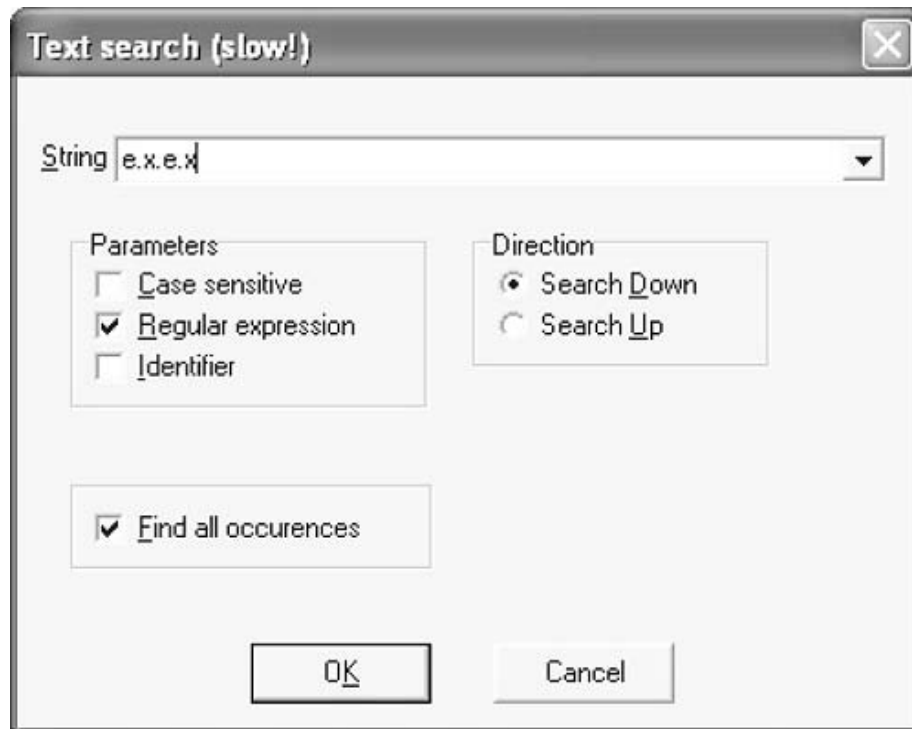 Text search (slow!)
String e.x.e.x
Parameters
Case sensitive
Regular expression
Identifier
Direction
Search Down
Search Up
Find all occurences
OK
Cancel